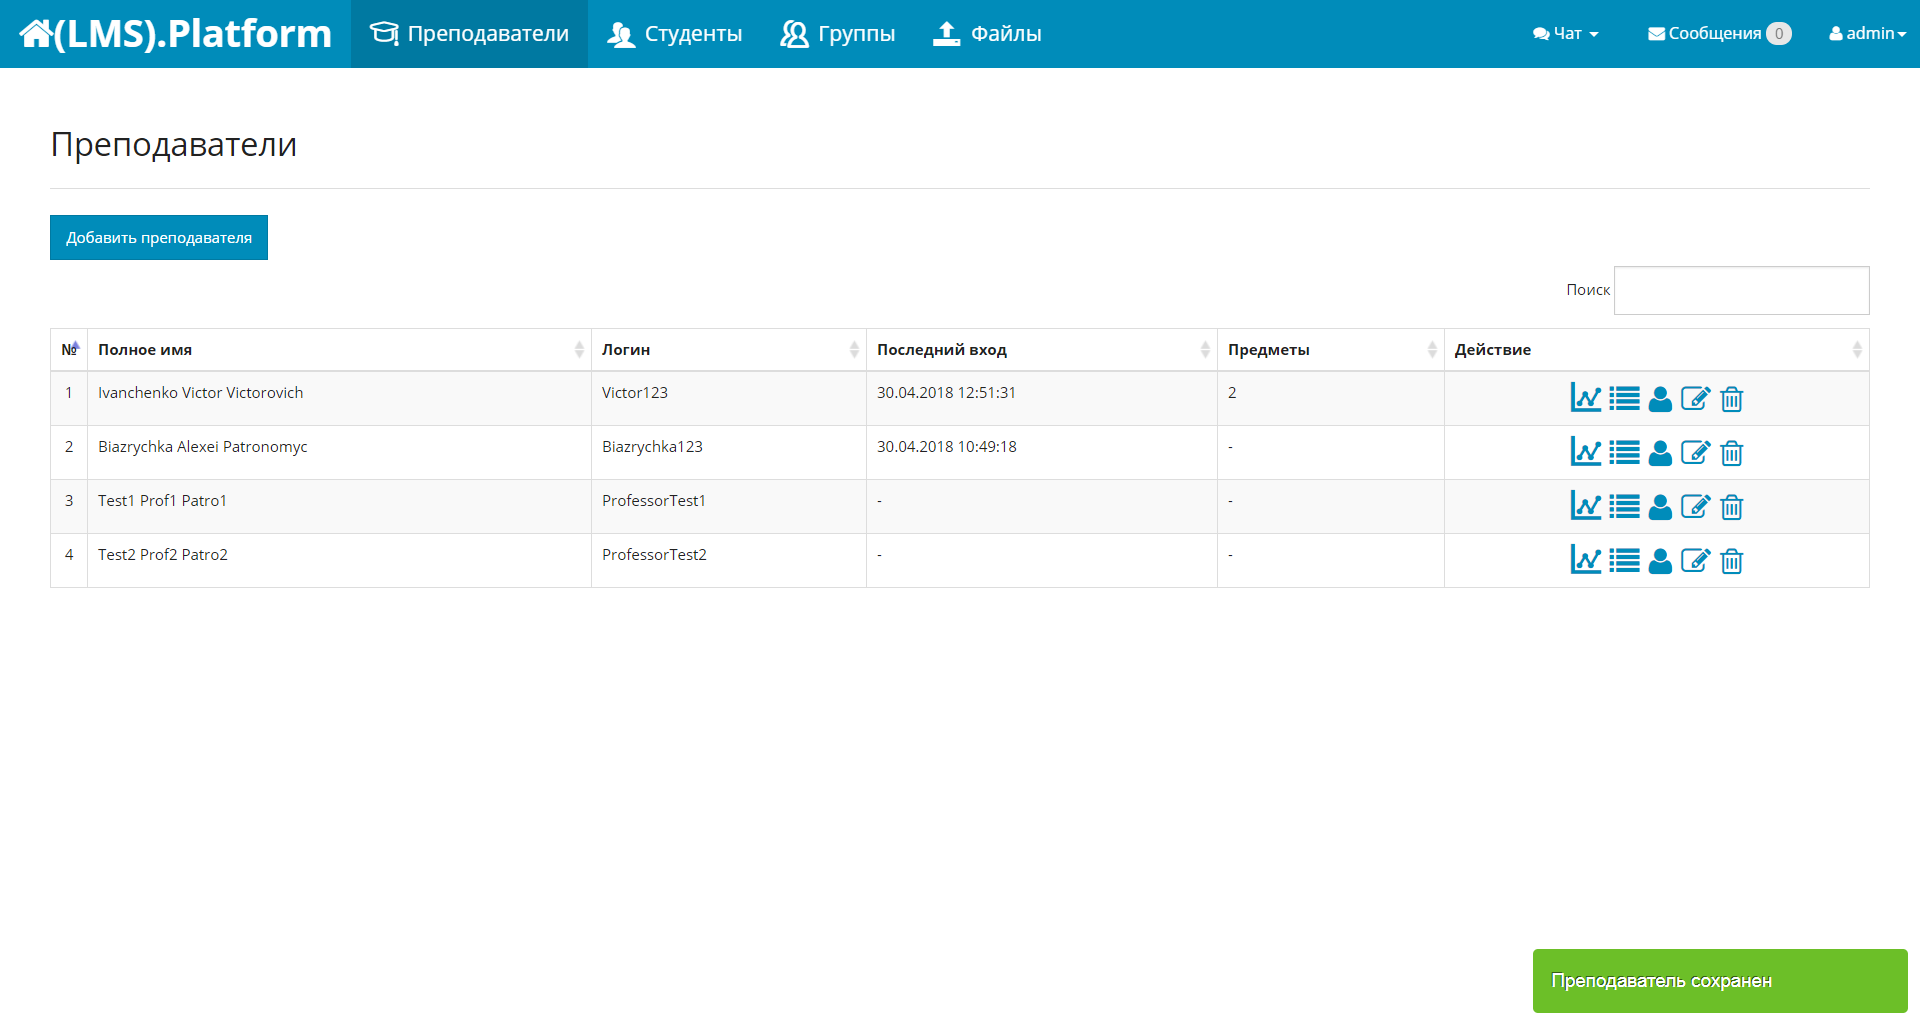 (LMS).Platform Преподаватели Студенты Группы Файлы Чат Сообщения 0 admin
Преподаватели
Добавить преподавателя
Поиск
№ Полное имя Логин Последний вход Предметы Действие
1 Ivanchenko Victor Victorovich Victor123 30.04.2018 12:51:31 2
2 Biazrychka Alexei Patronomyc Biazrychka123 30.04.2018 10:49:18 -
3 Test1 Prof1 Patro1 ProfessorTest1 - -
4 Test2 Prof2 Patro2 ProfessorTest2 - -
Преподаватель сохранен